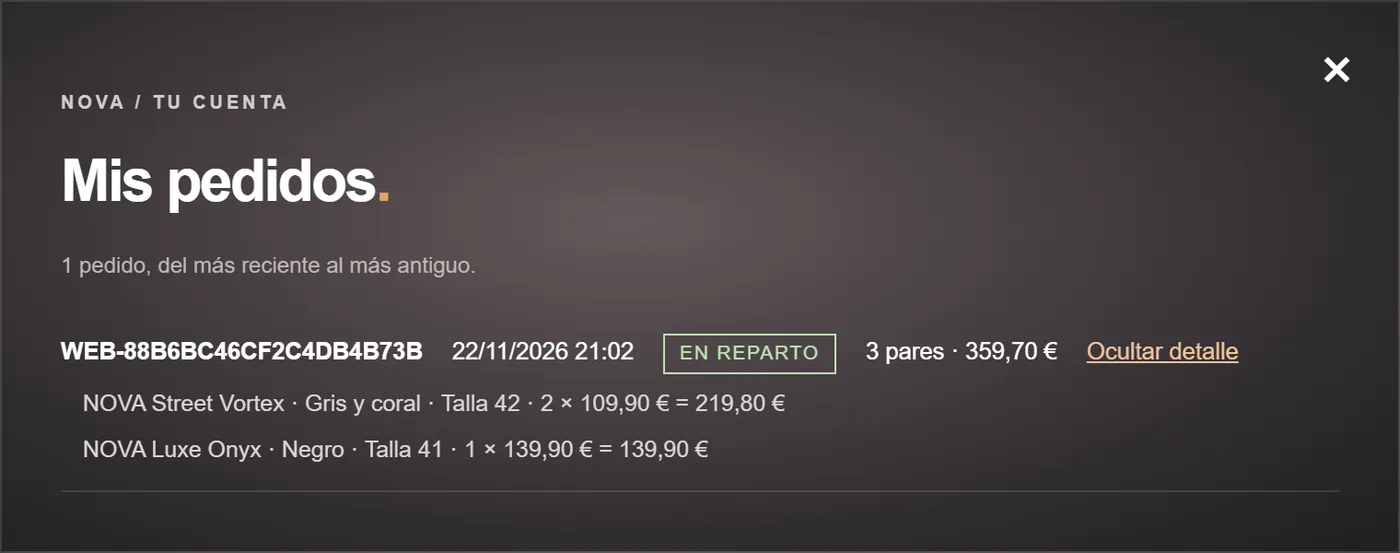 NOVA / TU CUENTA
Mis pedidos.
1 pedido, del más reciente al más antiguo.
WEB-88B6BC46CF2C4DB4B73B 22/11/2026 21:02 EN REPARTO 3 pares · 359,70 € Ocultar detalle
NOVA Street Vortex · Gris y coral · Talla 42 · 2 × 109,90 € = 219,80 €
NOVA Luxe Onyx · Negro · Talla 41 · 1 × 139,90 € = 139,90 €